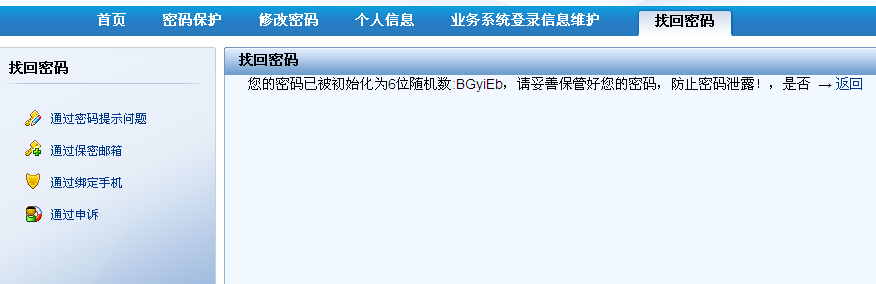 首页 密码保护 修改密码 个人信息 业务系统登录信息维护 找回密码
找回密码
通过密码提示问题
通过保密邮箱
通过绑定手机
通过申诉
找回密码
您的密码已被初始化为6位随机数:BGyiEb，请妥善保管好您的密码，防止密码泄露！，是否 →返回